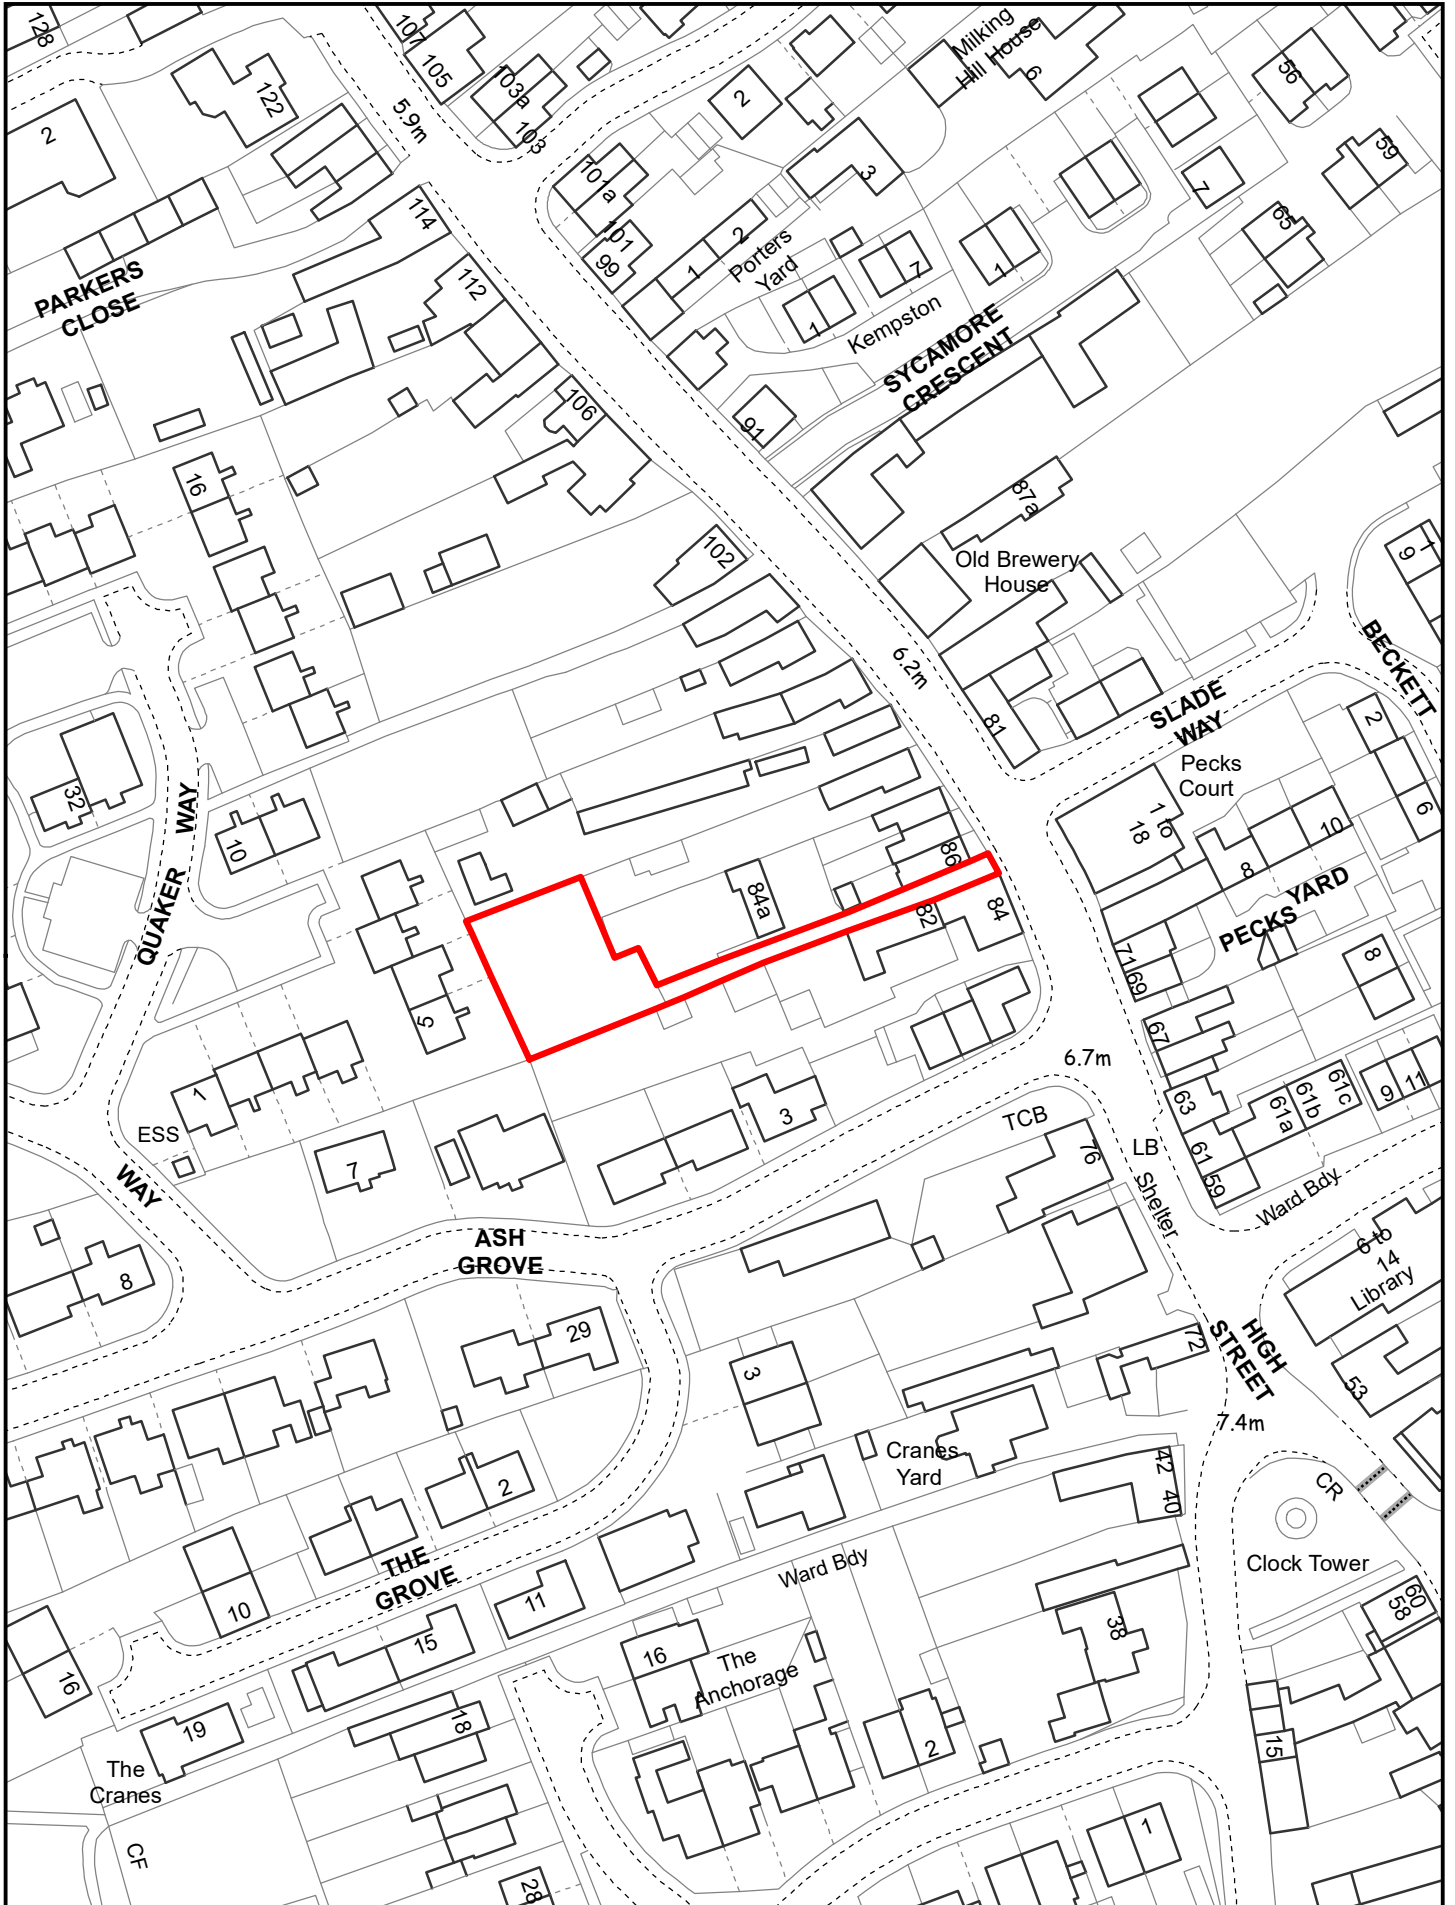 128
107
105
103a
103
122
2
5.9m
2
Milking
Hill House
6
56
59
101a
101
99
3
7
65
114
112
2
1
Porters
Yard
7
1
1
Kempston
PARKERS
CLOSE
SYCAMORE
CRESCENT
106
91
16
87a
102
Old Brewery
House
9
1
BECKETT
6.2m
81
SLADE
WAY
2
Pecks
Court
1 to
18
6
10
8
32
QUAKER WAY
10
86
84a
82
84
PECKS YARD
71
69
8
67
5
6.7m
1
ESS
7
3
TCB
76
LB
Shelter
63
61
59
61a
61b
61c
9
11
Ward Bdy
WAY
ASH
GROVE
8
29
6 to
14
Library
HIGH
STREET
72
53
3
7.4m
Cranes
Yard
42
40
CR
2
THE
GROVE
Ward Bdy
Clock Tower
10
11
15
16
16
The
Anchorage
38
60
58
19
18
2
15
The
Cranes
CF
1
28